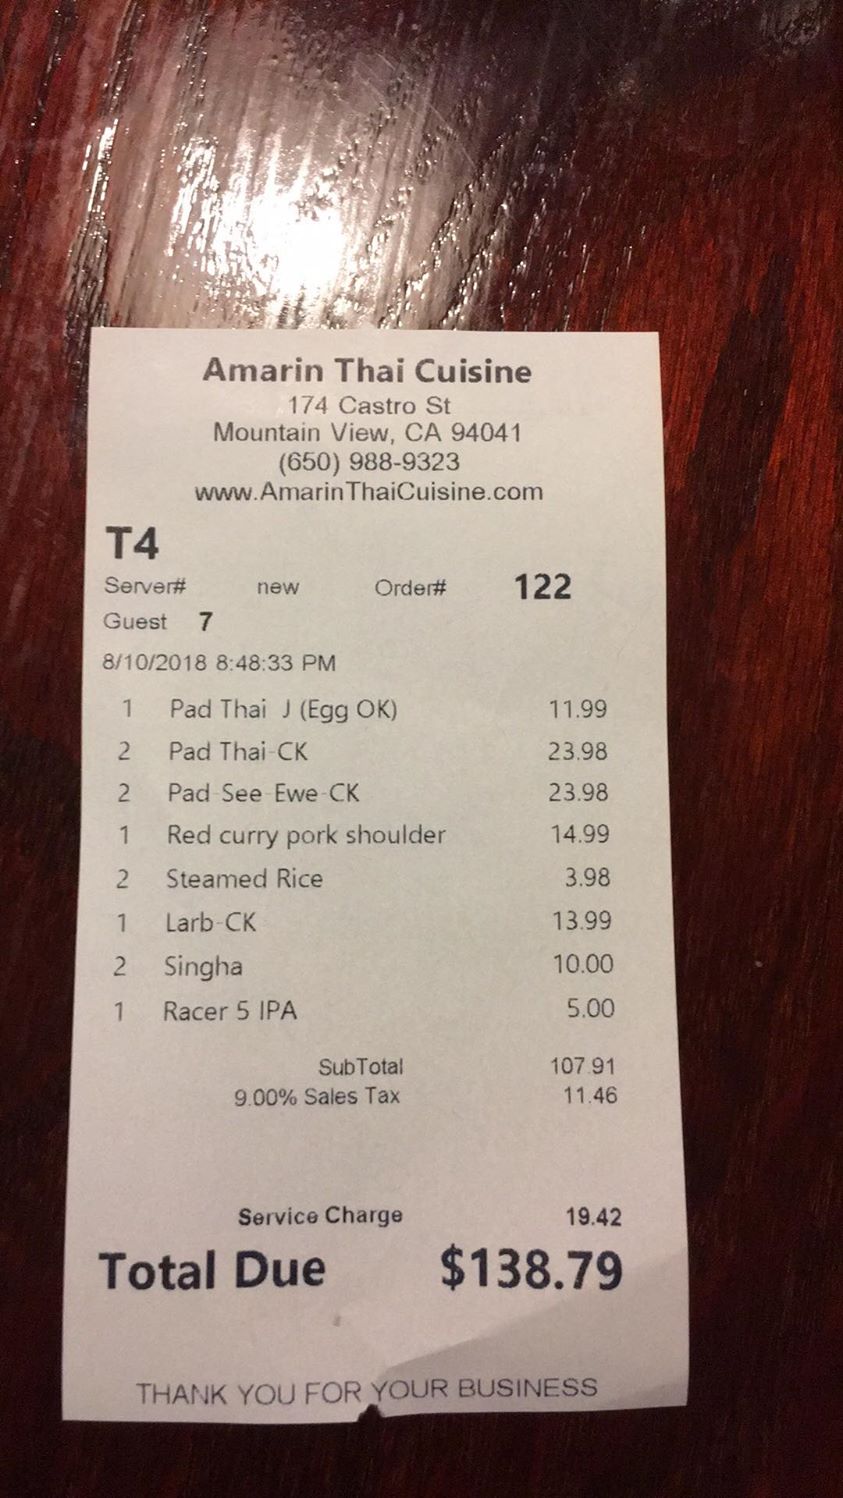 Amarin Thai Cuisine
174 Castro St
Mountain View, CA 94041
(650) 988-9323
www.AmarinThaiCuisine.com
T4
Server# new Order# 122
Guest 7
8/10/2018 8:48:33 PM
1 Pad Thai J (Egg OK) 11.99
2 Pad Thai-CK 23.98
2 Pad-See-Ewe-CK 23.98
1 Red curry pork shoulder 14.99
2 Steamed Rice 3.98
1 Larb-CK 13.99
2 Singha 10.00
1 Racer 5 IPA 5.00
SubTotal 107.91
9.00% Sales Tax 11.46
Service Charge 19.42
Total Due $138.79
THANK YOU FOR YOUR BUSINESS